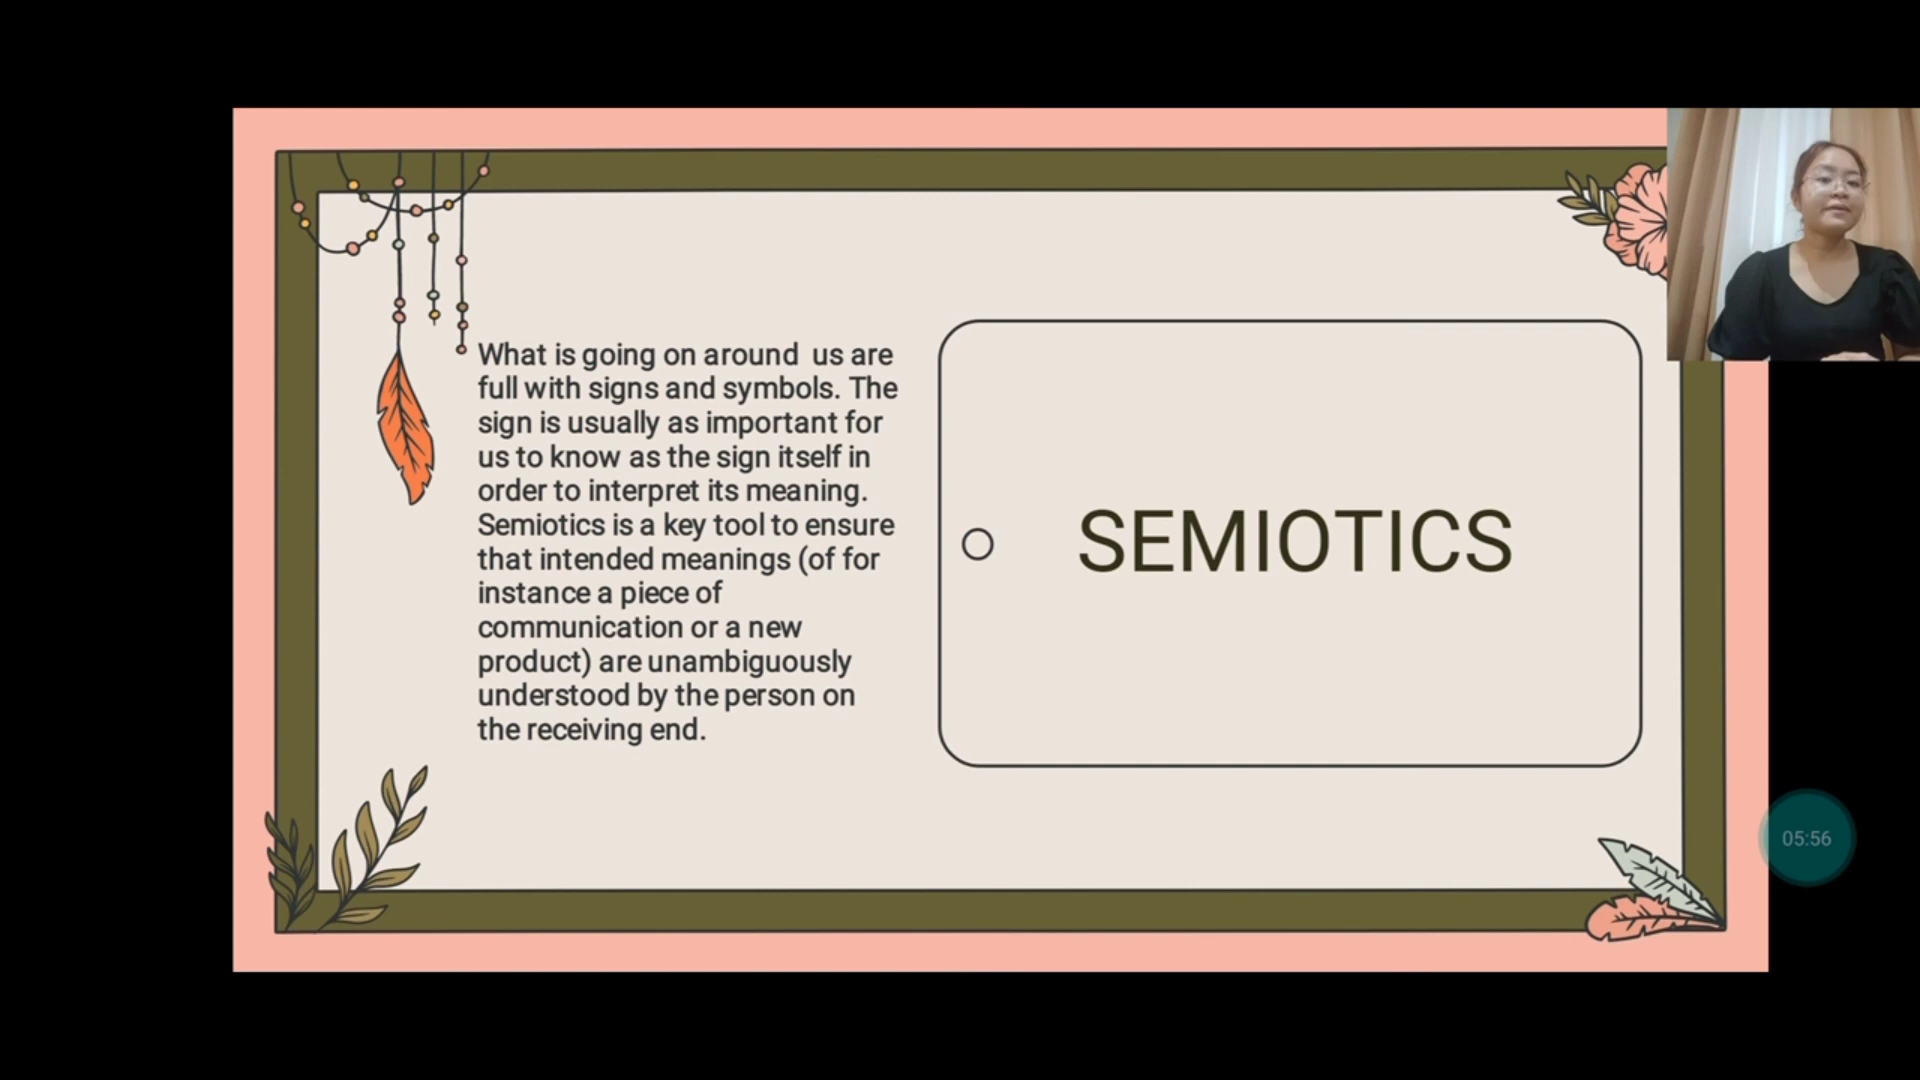 What is going on around us are
full with signs and symbols. The
sign is usually as important for
us to know as the sign itself in
order to interpret its meaning.
Semiotics is a key tool to ensure
that intended meanings (of for
instance a piece of
communication or a new
product) are unambiguously
understood by the person on
the receiving end.
SEMIOTICS
05:56